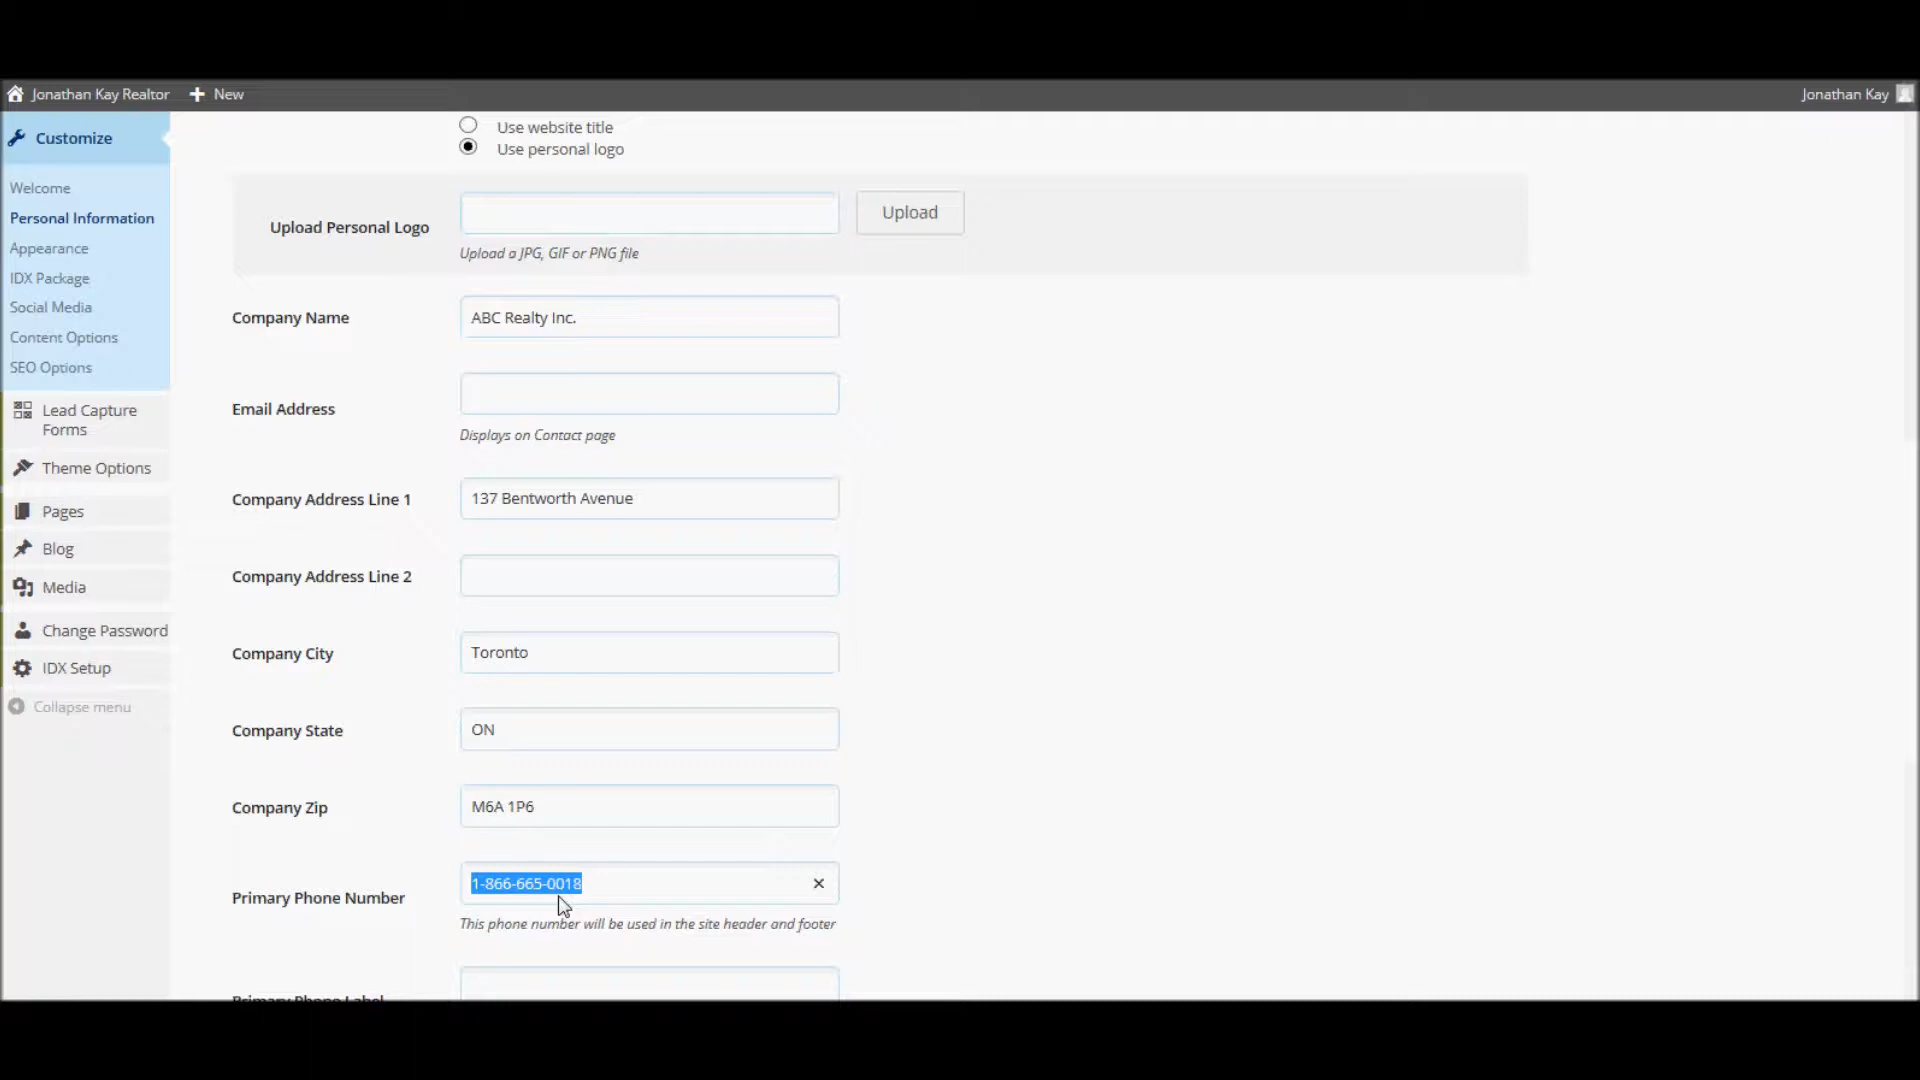 Jonathan Kay Realtor New Jonathan Kay
Customize
Welcome
Personal Information
Appearance
IDX Package
Social Media
Content Options
SEO Options
Lead Capture
Forms
Theme Options
Pages
Blog
Media
Change Password
IDX Setup
Collapse menu
Use website title
Use personal logo
Upload Personal Logo Upload
Upload a JPG, GIF or PNG file
Company Name ABC Realty Inc.
Email Address
Displays on Contact page
Company Address Line 1 137 Bentworth Avenue
Company Address Line 2
Company City Toronto
Company State ON
Company Zip M6A 1P6
Primary Phone Number 1-866-665-0018
This phone number will be used in the site header and footer
Primary Phone Label